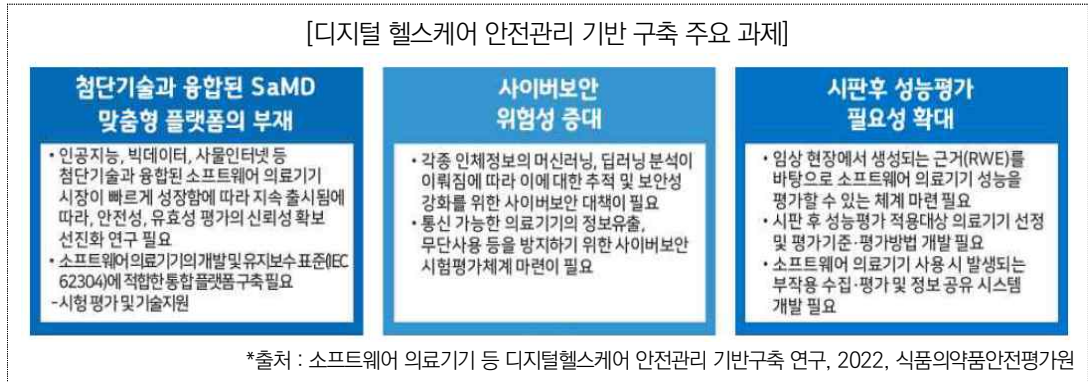 [디지털 헬스케어 안전관리 기반 구축 주요 과제]
첨단기술과 융합된 SaMD
맞춤형 플랫폼의 부재
• 인공지능, 빅데이터, 사물인터넷 등
첨단기술과 융합된 소프트웨어 의료기기
시장이 빠르게 성장함에 따라 지속 출시됨에
따라, 안전성, 유효성 평가의 신뢰성 확보
선진화 연구 필요
• 소프트웨어 의료기기의 개발 및 유지보수 표준(IEC
62304)에 적합한 통합 플랫폼 구축 필요
-시험 평가 및 기술지원
사이버보안
위험성 증대
• 각종 인체정보의 머신러닝, 딥러닝 분석이
이뤄짐에 따라 이에 대한 추적 및 보안성
강화를 위한 사이버보안 대책이 필요
• 통신 가능한 의료기기의 정보유출,
무단사용 등을 방지하기 위한 사이버보안
시험평가체계 마련이 필요
시판후 성능평가
필요성 확대
• 임상 현장에서 생성되는 근거(RWE)를
바탕으로 소프트웨어 의료기기 성능을
평가할 수 있는 체계 마련 필요
• 시판 후 성능평가 적용대상 의료기기 선정
및 평가기준·평가방법 개발 필요
• 소프트웨어 의료기기 사용 시 발생되는
부작용 수집·평가 및 정보 공유 시스템
개발 필요
*출처 : 소프트웨어 의료기기 등 디지털헬스케어 안전관리 기반구축 연구, 2022, 식품의약품안전평가원